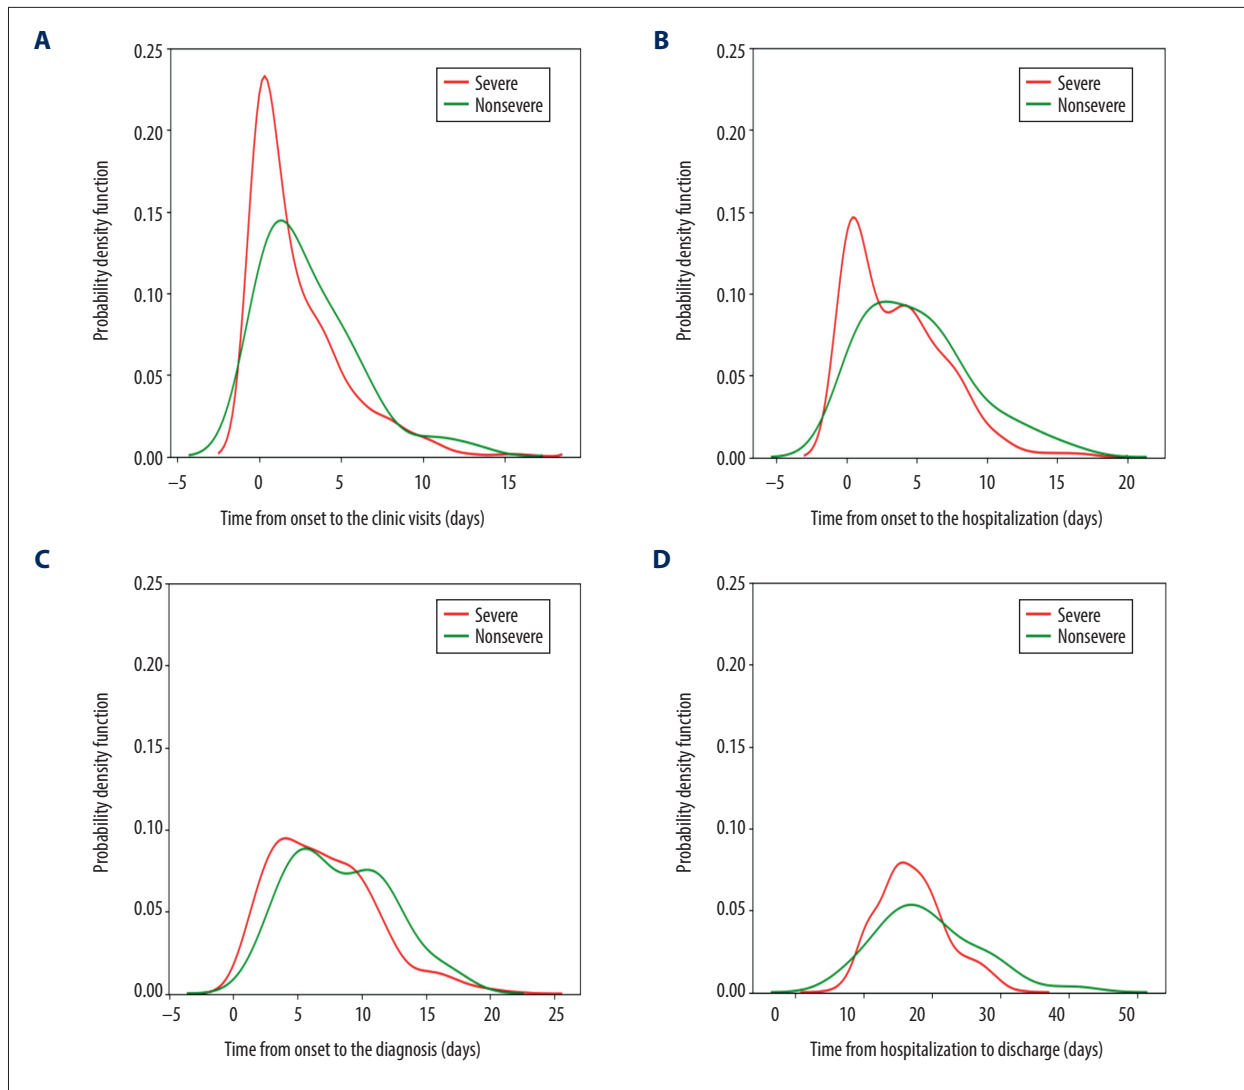 A
0.25
0.20
0.15
0.10
0.05
0.00
Probability density function
Severe
Nonsevere
−5 0 5 10 15
Time from onset to the clinic visits (days)
B
0.25
0.20
0.15
0.10
0.05
0.00
Probability density function
Severe
Nonsevere
−5 0 5 10 15 20
Time from onset to the hospitalization (days)
C
0.25
0.20
0.15
0.10
0.05
0.00
Probability density function
Severe
Nonsevere
−5 0 5 10 15 20 25
Time from onset to the diagnosis (days)
D
0.25
0.20
0.15
0.10
0.05
0.00
Probability density function
Severe
Nonsevere
0 10 20 30 40 50
Time from hospitalization to discharge (days)